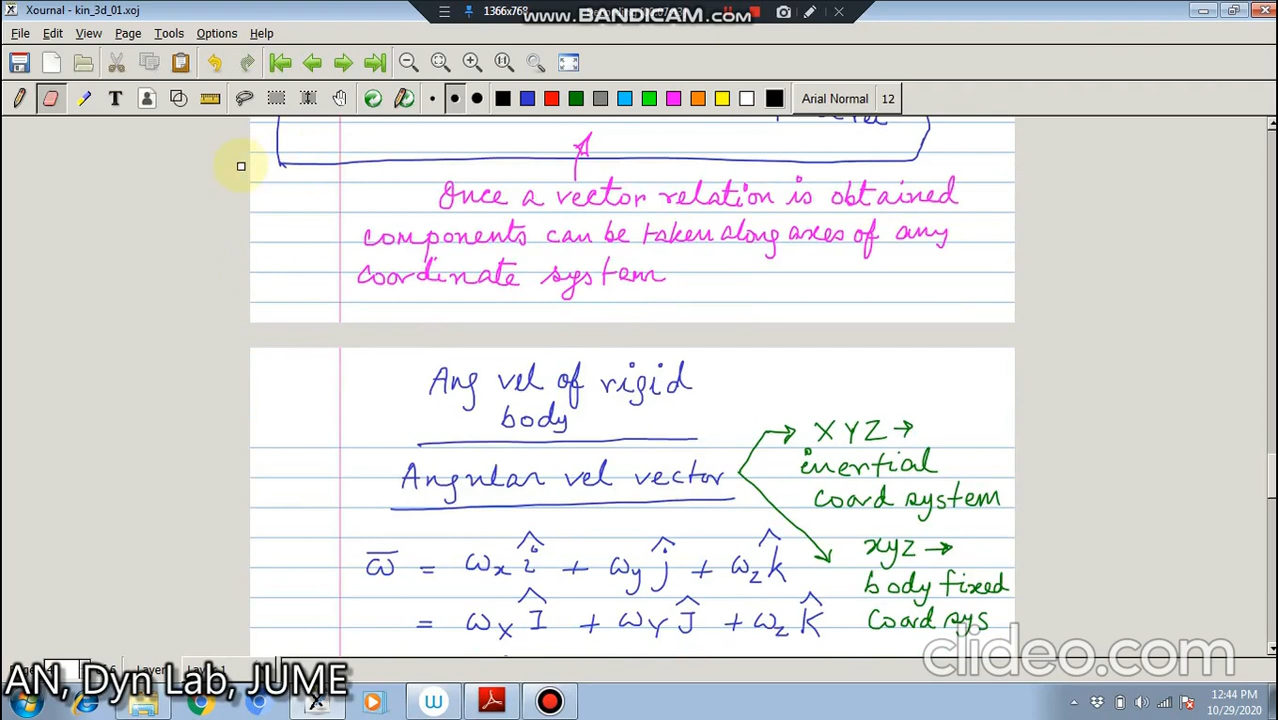 Xournal - kin_3d_01.xoj
1366x768
www.BANDICAM.com
File Edit View Page Tools Options Help
Arial Normal 12
Once a vector relation is obtained
components can be taken along axes of any
coordinate system
Ang vel of rigid
body
Angular vel vector
X Y Z →
inertial
coord system
xyz →
body fixed
coord sys
ω̅ = ωx î + ωy ĵ + ωz k̂
= ωX Î + ωY Ĵ + ωZ K̂
clideo.com
AN, Dyn Lab, JUME
12:44 PM
10/29/2020